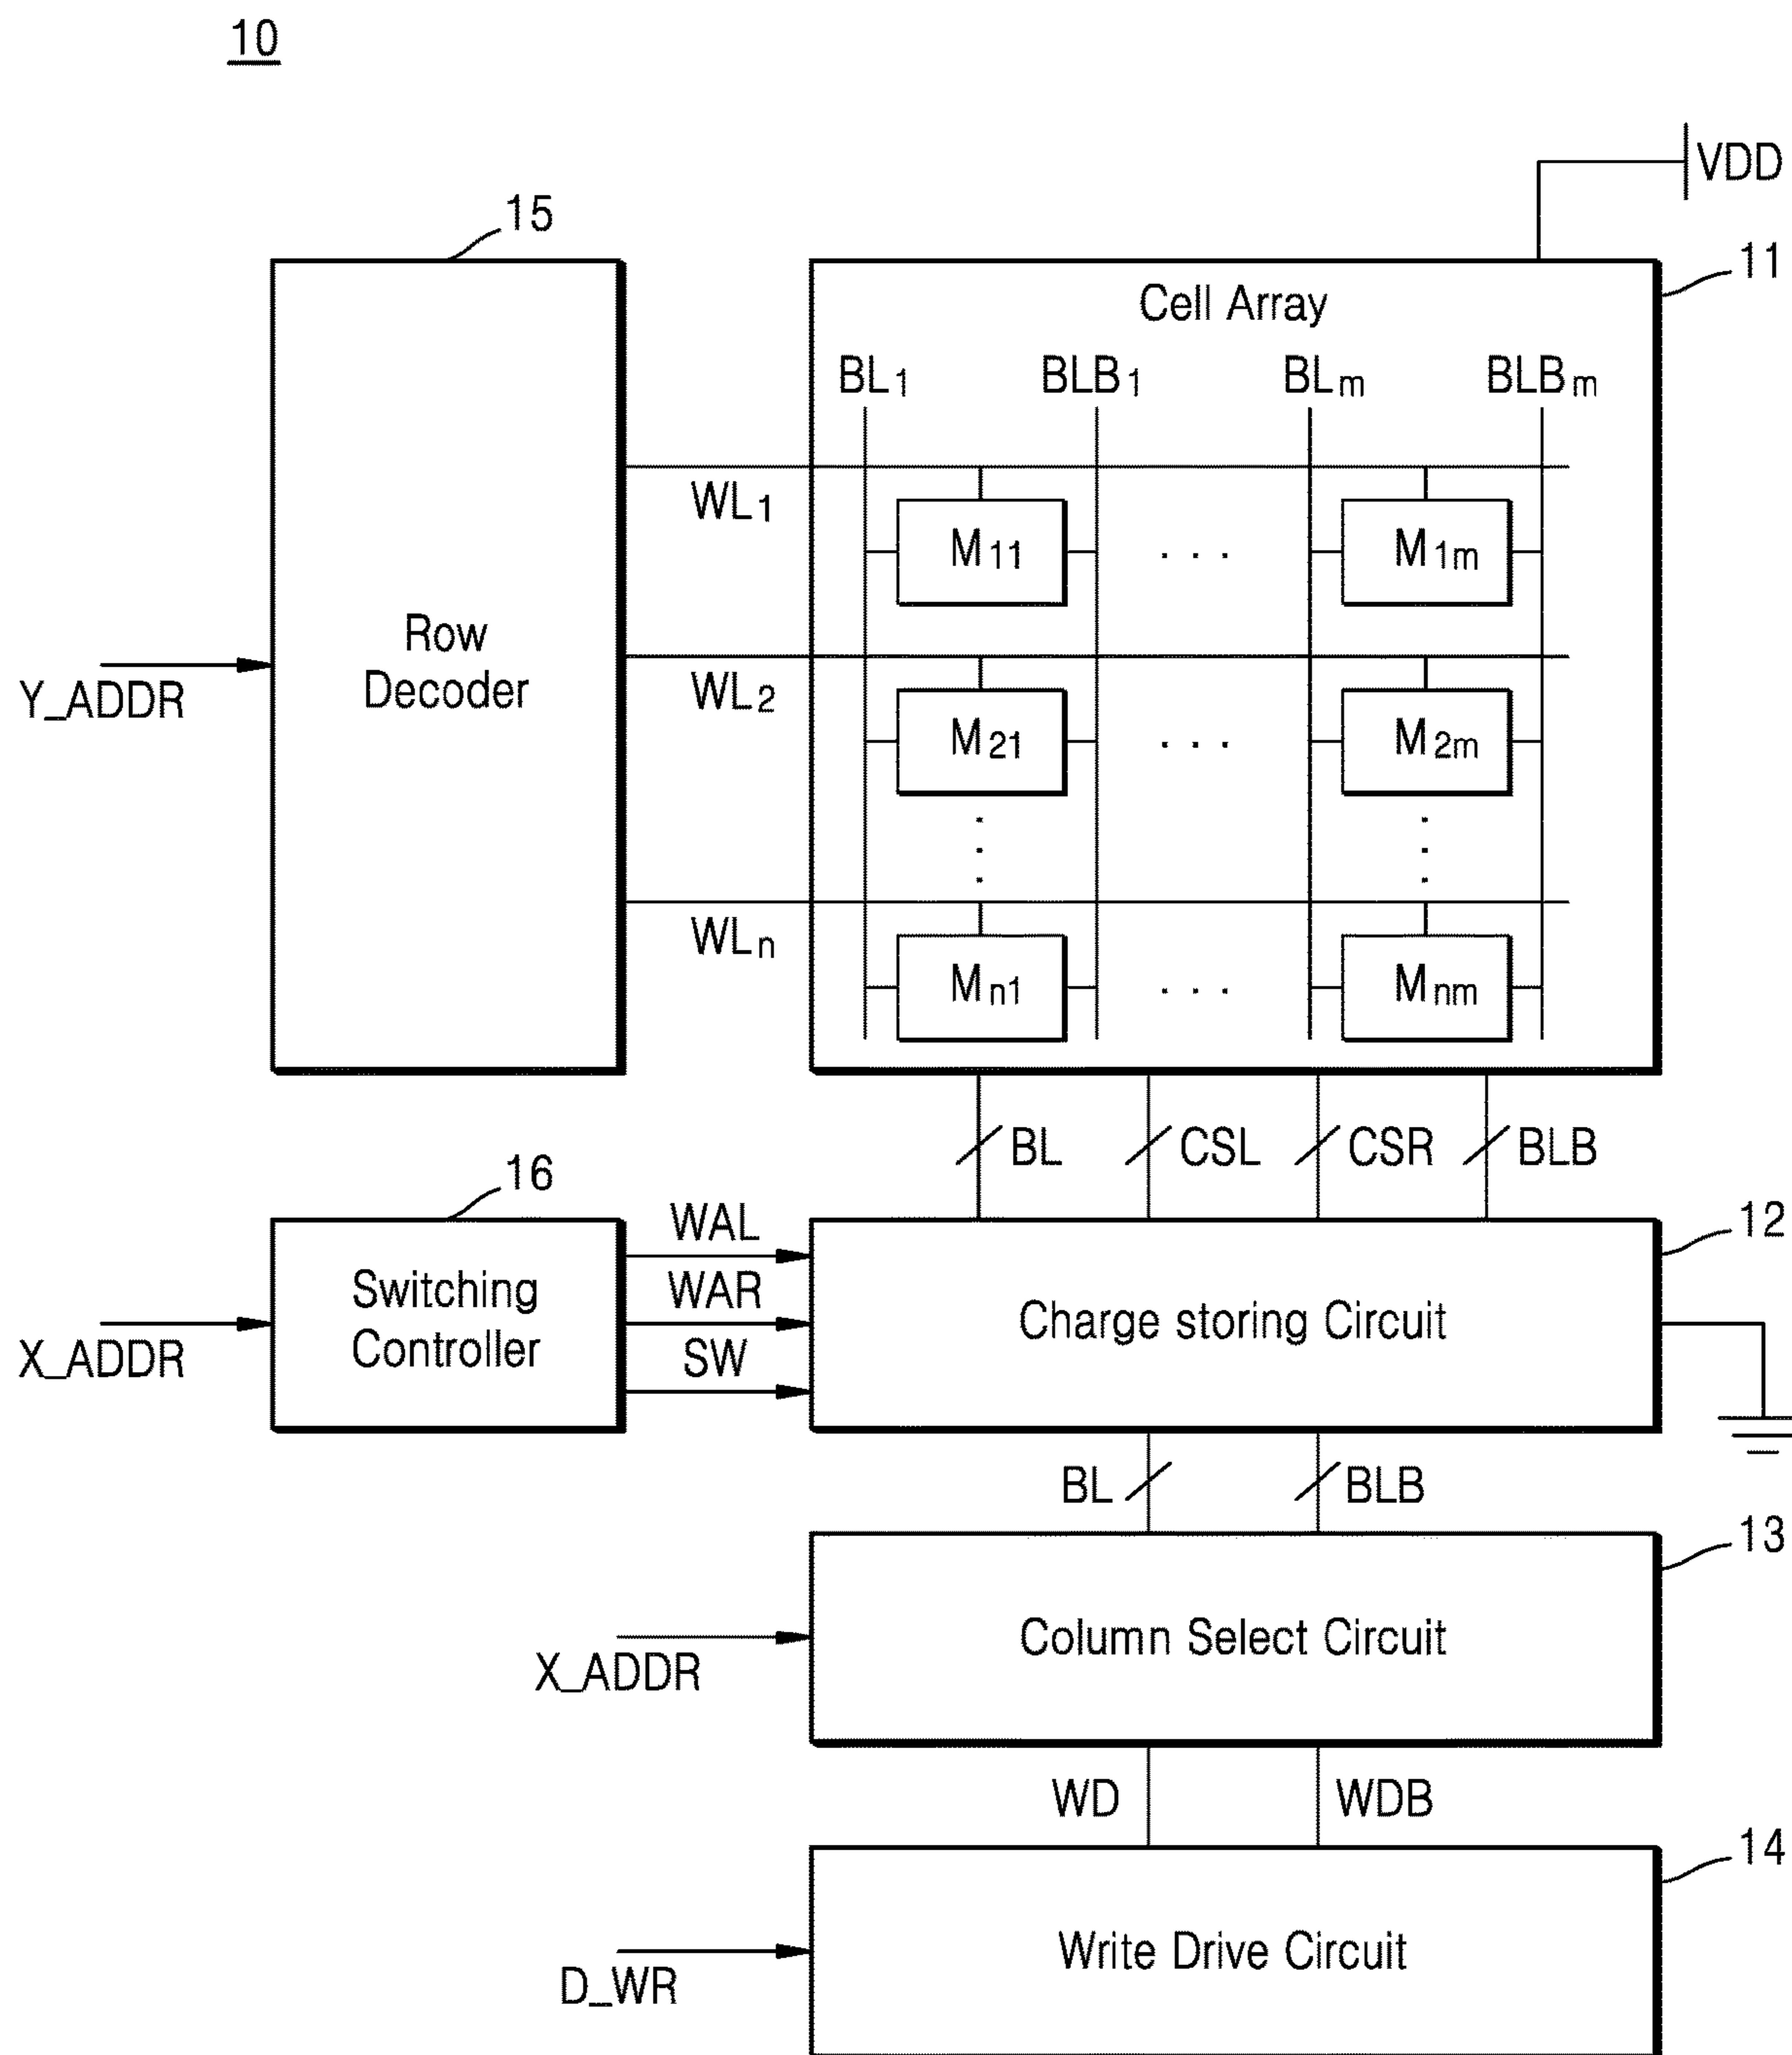 10
VDD
15
11
Cell Array
BL1 BLB1 BLm BLBm
WL1
M11 . . . M1m
Row
Decoder
Y_ADDR
WL2
M21 . . . M2m
WLn
Mn1 . . . Mnm
BL CSL CSR BLB
16
12
WAL
Switching
Controller
WAR
Charge storing Circuit
X_ADDR
SW
BL BLB
13
Column Select Circuit
X_ADDR
WD WDB
14
Write Drive Circuit
D_WR